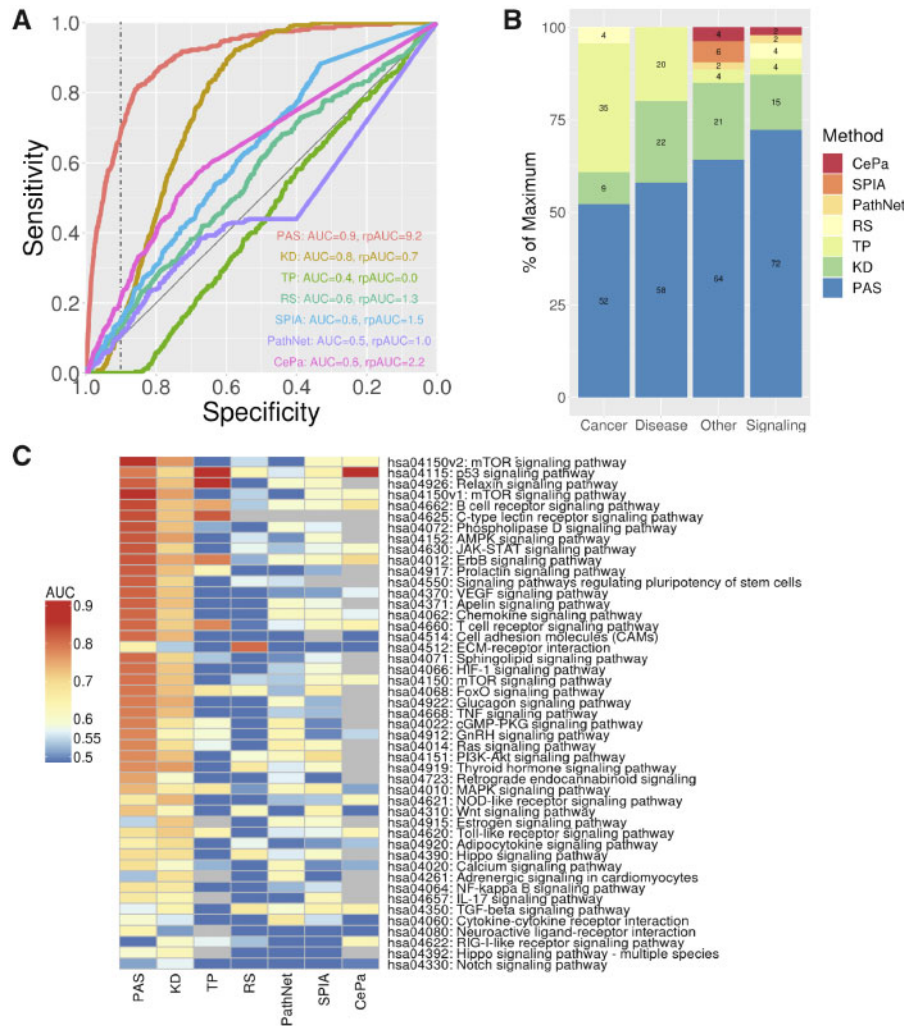 A
1.0
0.8
0.6
0.4
0.2
0.0
Sensitivity
PAS: AUC=0.9, rpAUC=9.2
KD: AUC=0.8, rpAUC=0.7
TP: AUC=0.4, rpAUC=0.0
RS: AUC=0.6, rpAUC=1.3
SPIA: AUC=0.6, rpAUC=1.5
PathNet: AUC=0.5, rpAUC=1.0
CePa: AUC=0.6, rpAUC=2.2
1.0 0.8 0.6 0.4 0.2 0.0
Specificity
B
100
75
50
25
0
% of Maximum
4
35
9
52
20
22
58
4
6
2
4
21
64
2
2
4
4
15
72
Cancer Disease Other Signaling
Method
CePa
SPIA
PathNet
RS
TP
KD
PAS
C
AUC
0.9
0.8
0.7
0.6
0.55
0.5
hsa04150v2: mTOR signaling pathway
hsa04115: p53 signaling pathway
hsa04926: Relaxin signaling pathway
hsa04150v1: mTOR signaling pathway
hsa04662: B cell receptor signaling pathway
hsa04625: C-type lectin receptor signaling pathway
hsa04072: Phospholipase D signaling pathway
hsa04152: AMPK signaling pathway
hsa04630: JAK-STAT signaling pathway
hsa04012: ErbB signaling pathway
hsa04917: Prolactin signaling pathway
hsa04550: Signaling pathways regulating pluripotency of stem cells
hsa04370: VEGF signaling pathway
hsa04371: Apelin signaling pathway
hsa04062: Chemokine signaling pathway
hsa04660: T cell receptor signaling pathway
hsa04514: Cell adhesion molecules (CAMs)
hsa04512: ECM-receptor interaction
hsa04071: Sphingolipid signaling pathway
hsa04066: HIF-1 signaling pathway
hsa04150: mTOR signaling pathway
hsa04068: FoxO signaling pathway
hsa04922: Glucagon signaling pathway
hsa04668: TNF signaling pathway
hsa04022: cGMP-PKG signaling pathway
hsa04912: GnRH signaling pathway
hsa04014: Ras signaling pathway
hsa04151: PI3K-Akt signaling pathway
hsa04919: Thyroid hormone signaling pathway
hsa04723: Retrograde endocannabinoid signaling
hsa04010: MAPK signaling pathway
hsa04621: NOD-like receptor signaling pathway
hsa04310: Wnt signaling pathway
hsa04915: Estrogen signaling pathway
hsa04620: Toll-like receptor signaling pathway
hsa04920: Adipocytokine signaling pathway
hsa04390: Hippo signaling pathway
hsa04020: Calcium signaling pathway
hsa04261: Adrenergic signaling in cardiomyocytes
hsa04064: NF-kappa B signaling pathway
hsa04657: IL-17 signaling pathway
hsa04350: TGF-beta signaling pathway
hsa04060: Cytokine-cytokine receptor interaction
hsa04080: Neuroactive ligand-receptor interaction
hsa04622: RIG-I-like receptor signaling pathway
hsa04392: Hippo signaling pathway - multiple species
hsa04330: Notch signaling pathway
PAS KD TP RS PathNet SPIA CePa